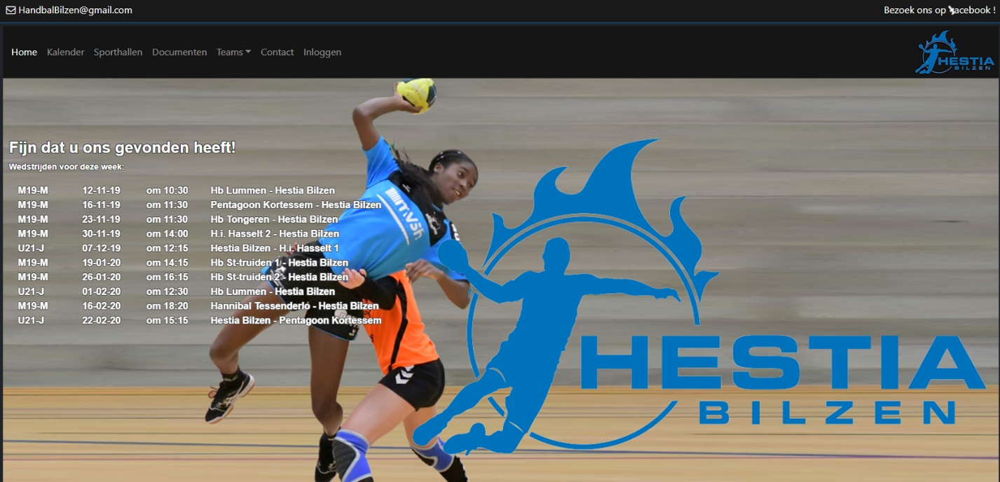 HandbalBilzen@gmail.com
Bezoek ons op acebook !
Home Kalender Sporthallen Documenten Teams Contact Inloggen
HESTIA
BILZEN
Fijn dat u ons gevonden heeft!
Wedstrijden voor deze week:
M19-M 12-11-19 om 10:30 Hb Lummen - Hestia Bilzen
M19-M 16-11-19 om 11:30 Pentagoon Kortessem - Hestia Bilzen
M19-M 23-11-19 om 11:30 Hb Tongeren - Hestia Bilzen
M19-M 30-11-19 om 14:00 H.i. Hasselt 2 - Hestia Bilzen
U21-J 07-12-19 om 12:15 Hestia Bilzen - H.i. Hasselt 1
M19-M 19-01-20 om 14:15 Hb St-truiden 1 - Hestia Bilzen
M19-M 26-01-20 om 16:15 Hb St-truiden 2 - Hestia Bilzen
U21-J 01-02-20 om 12:30 Hb Lummen - Hestia Bilzen
M19-M 16-02-20 om 18:20 Hannibal Tessenderlo - Hestia Bilzen
U21-J 22-02-20 om 15:15 Hestia Bilzen - Pentagoon Kortessem
HESTIA
BILZEN